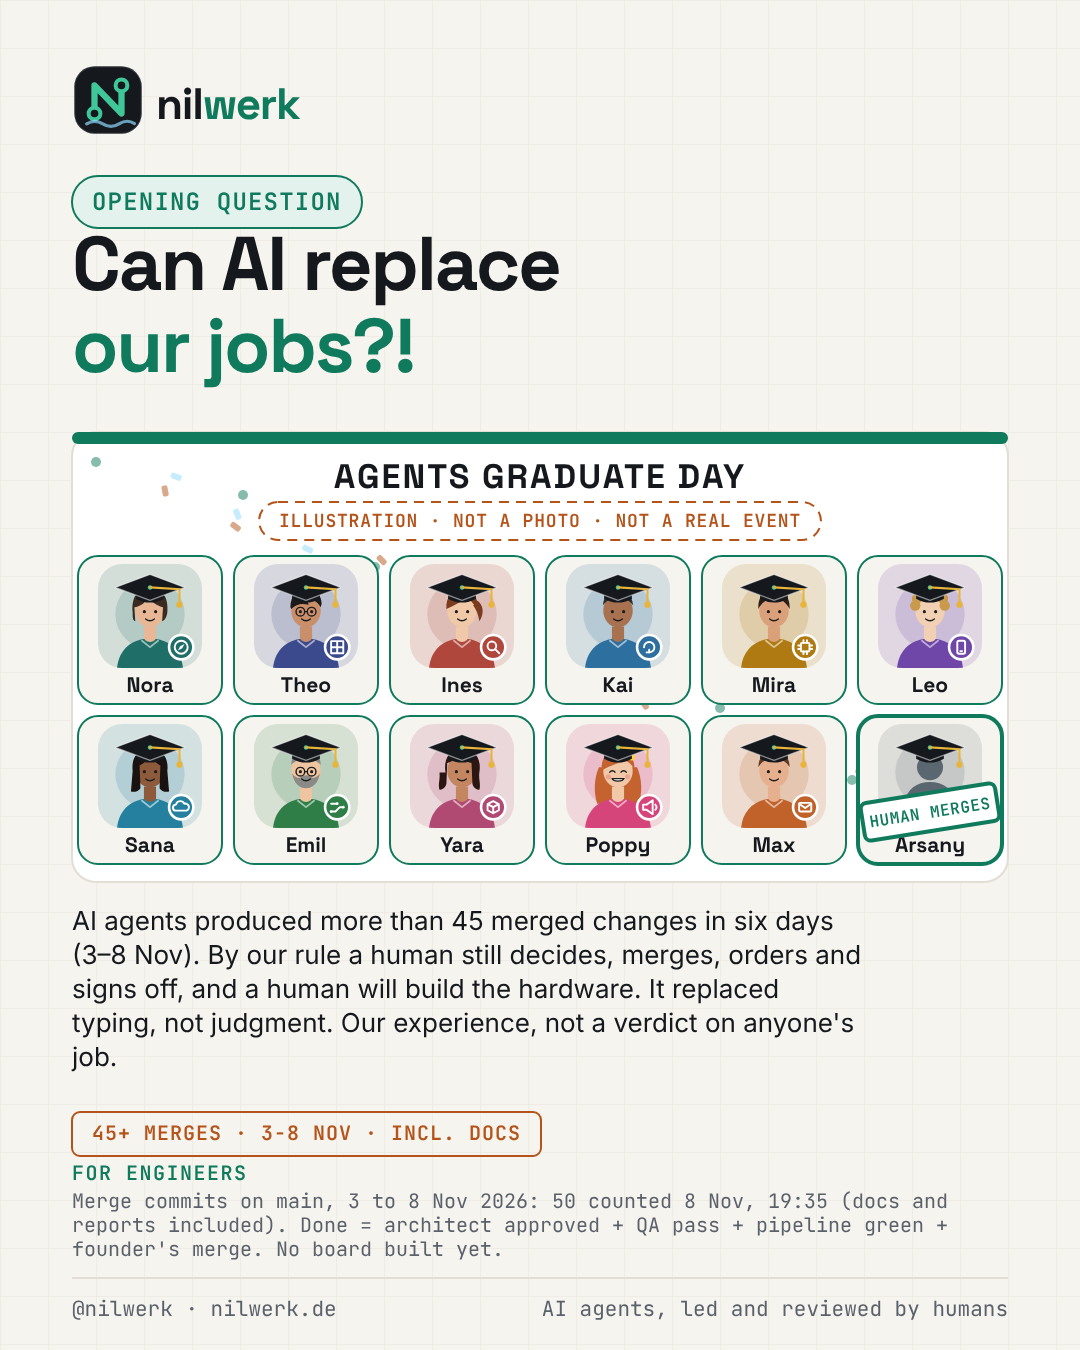 nilwerk
OPENING QUESTION
Can AI replace
our jobs?!
AGENTS GRADUATE DAY
ILLUSTRATION · NOT A PHOTO · NOT A REAL EVENT
Nora Theo Ines Kai Mira Leo
HUMAN MERGES
Sana Emil Yara Poppy Max Arsany
AI agents produced more than 45 merged changes in six days
(3–8 Nov). By our rule a human still decides, merges, orders and
signs off, and a human will build the hardware. It replaced
typing, not judgment. Our experience, not a verdict on anyone's
job.
45+ MERGES · 3-8 NOV · INCL. DOCS
FOR ENGINEERS
Merge commits on main, 3 to 8 Nov 2026: 50 counted 8 Nov, 19:35 (docs and
reports included). Done = architect approved + QA pass + pipeline green +
founder's merge. No board built yet.
@nilwerk · nilwerk.de AI agents, led and reviewed by humans